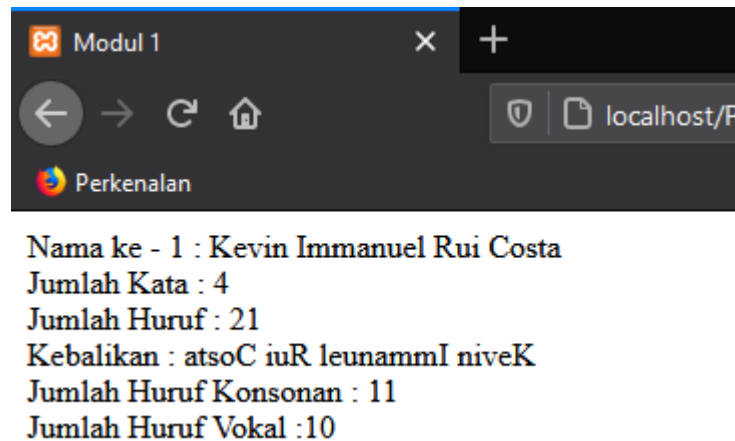 Modul 1
localhost/P
Perkenalan
Nama ke - 1 : Kevin Immanuel Rui Costa
Jumlah Kata : 4
Jumlah Huruf : 21
Kebalikan : atsoC iuR leunammI niveK
Jumlah Huruf Konsonan : 11
Jumlah Huruf Vokal :10